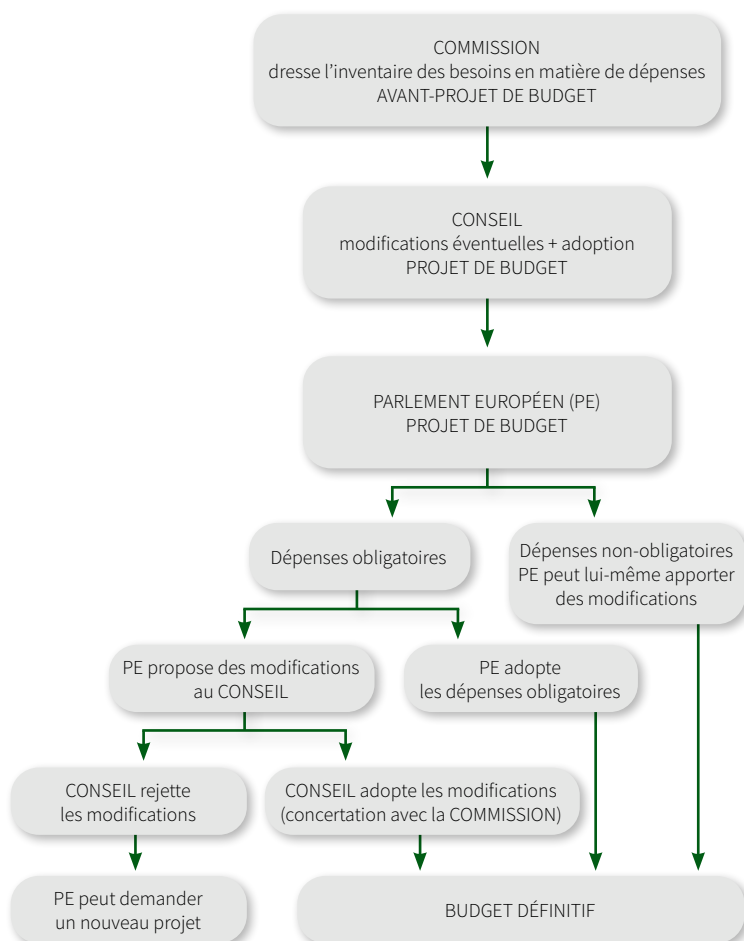 COMMISSION
dresse l’inventaire des besoins en matière de dépenses
AVANT-PROJET DE BUDGET
CONSEIL
modifications éventuelles + adoption
PROJET DE BUDGET
PARLEMENT EUROPÉEN (PE)
PROJET DE BUDGET
Dépenses obligatoires
Dépenses non-obligatoires
PE peut lui-même apporter
des modifications
PE propose des modifications
au CONSEIL
PE adopte
les dépenses obligatoires
CONSEIL rejette
les modifications
CONSEIL adopte les modifications
(concertation avec la COMMISSION)
PE peut demander
un nouveau projet
BUDGET DÉFINITIF